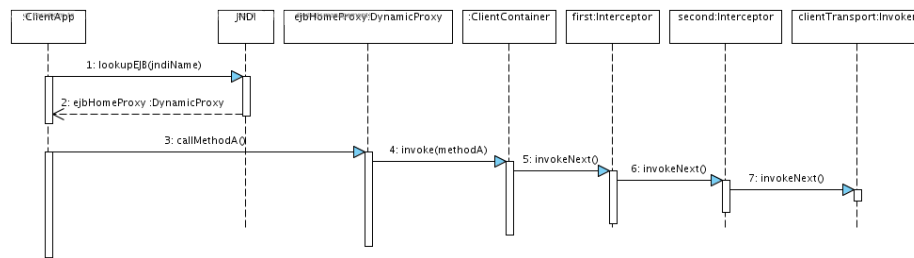 :ClientApp
JNDI
ejbHomeProxy:DynamicProxy
:ClientContainer
first:Interceptor
second:Interceptor
clientTransport:Invoker
1: lookupEJB(jndiName)
2: ejbHomeProxy :DynamicProxy
3: callMethodA()
4: invoke(methodA)
5: invokeNext()
6: invokeNext()
7: invokeNext()